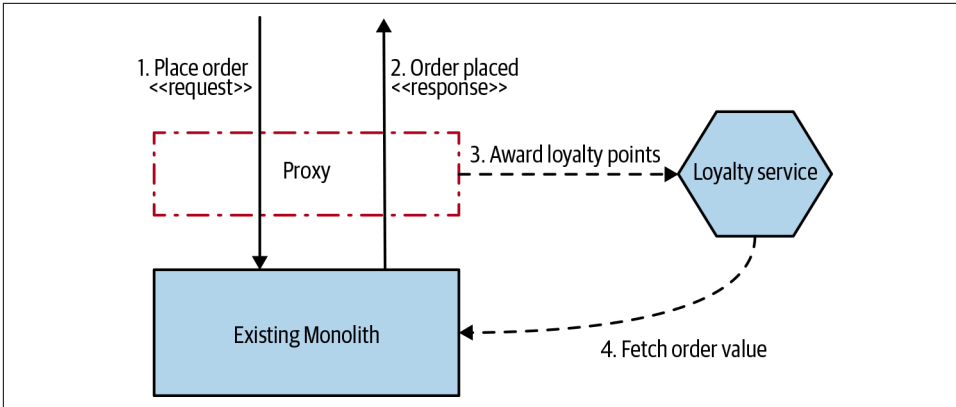 1. Place order
<<request>>
2. Order placed
<<response>>
Proxy
3. Award loyalty points
Loyalty service
Existing Monolith
4. Fetch order value